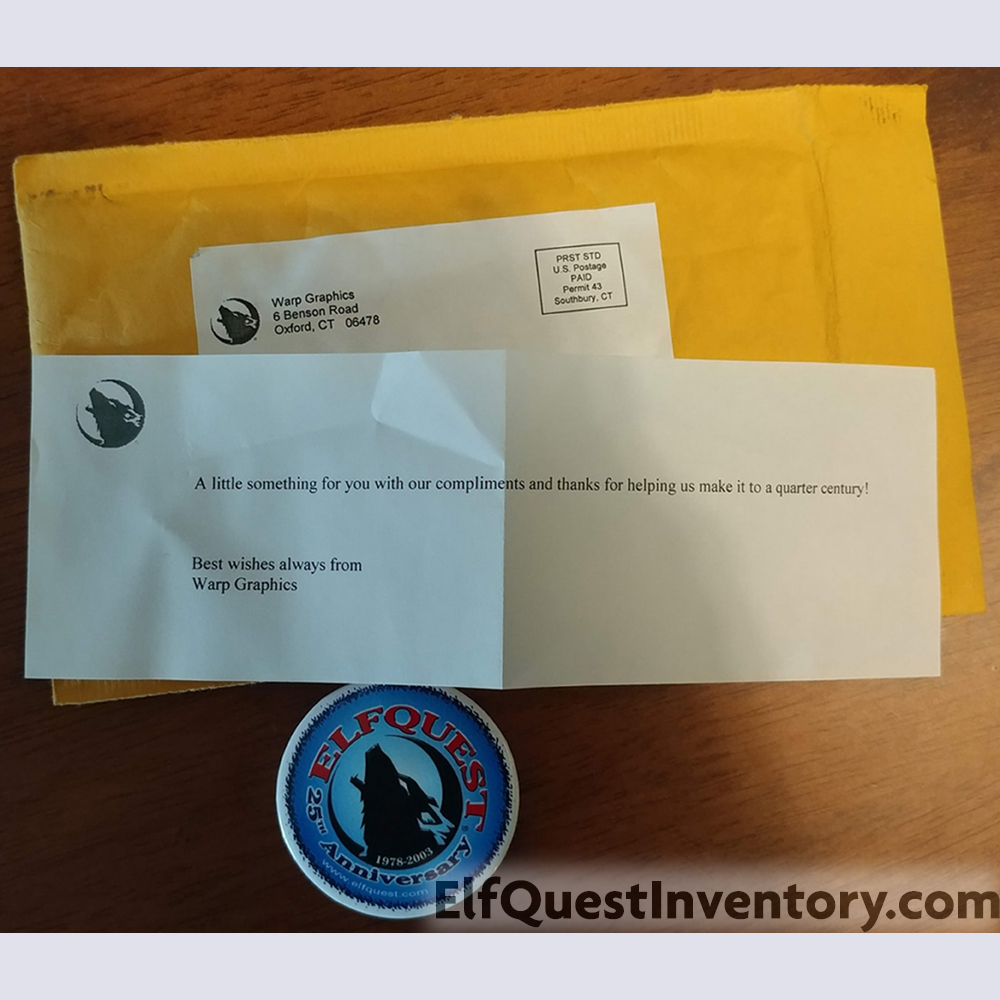 Warp Graphics
6 Benson Road
Oxford, CT 06478
PRST STD
U.S. Postage
PAID
Permit 43
Southbury, CT
A little something for you with our compliments and thanks for helping us make it to a quarter century!
Best wishes always from
Warp Graphics
ELFQUEST
25TH Anniversary
1978-2003
www.elfquest.com
ElfQuestInventory.com